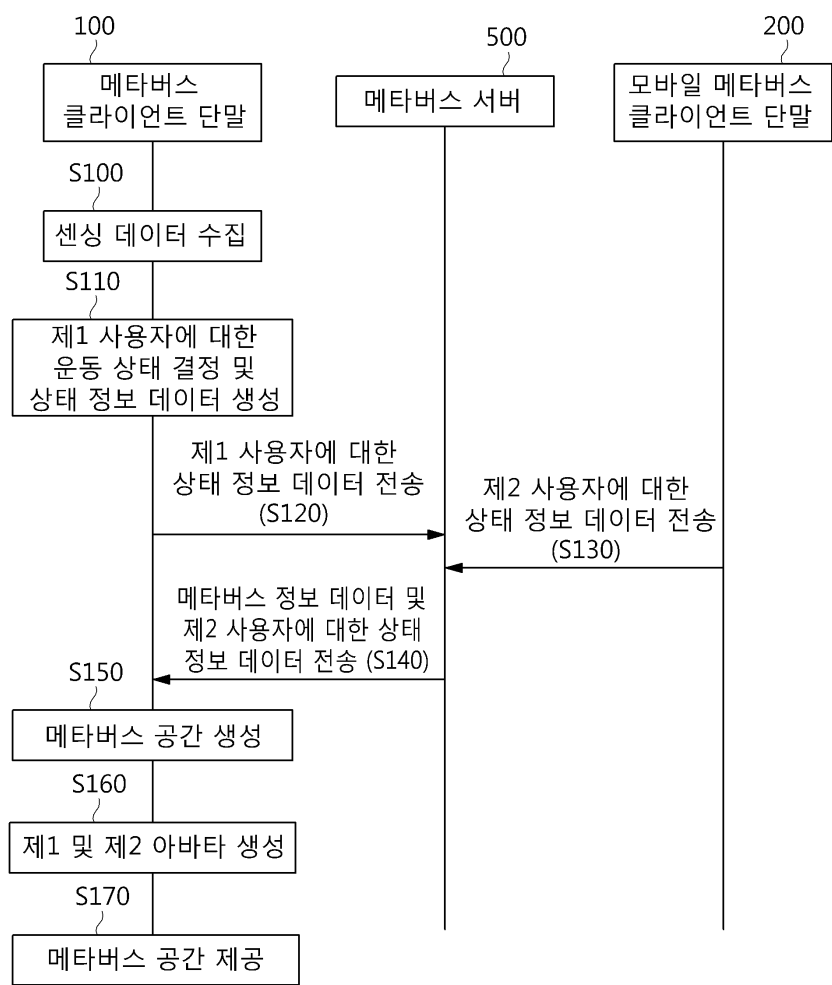 100
500
200
메타버스
클라이언트 단말
메타버스 서버
모바일 메타버스
클라이언트 단말
S100
센싱 데이터 수집
S110
제1 사용자에 대한
운동 상태 결정 및
상태 정보 데이터 생성
제1 사용자에 대한
상태 정보 데이터 전송
(S120)
제2 사용자에 대한
상태 정보 데이터 전송
(S130)
메타버스 정보 데이터 및
제2 사용자에 대한 상태
정보 데이터 전송 (S140)
S150
메타버스 공간 생성
S160
제1 및 제2 아바타 생성
S170
메타버스 공간 제공